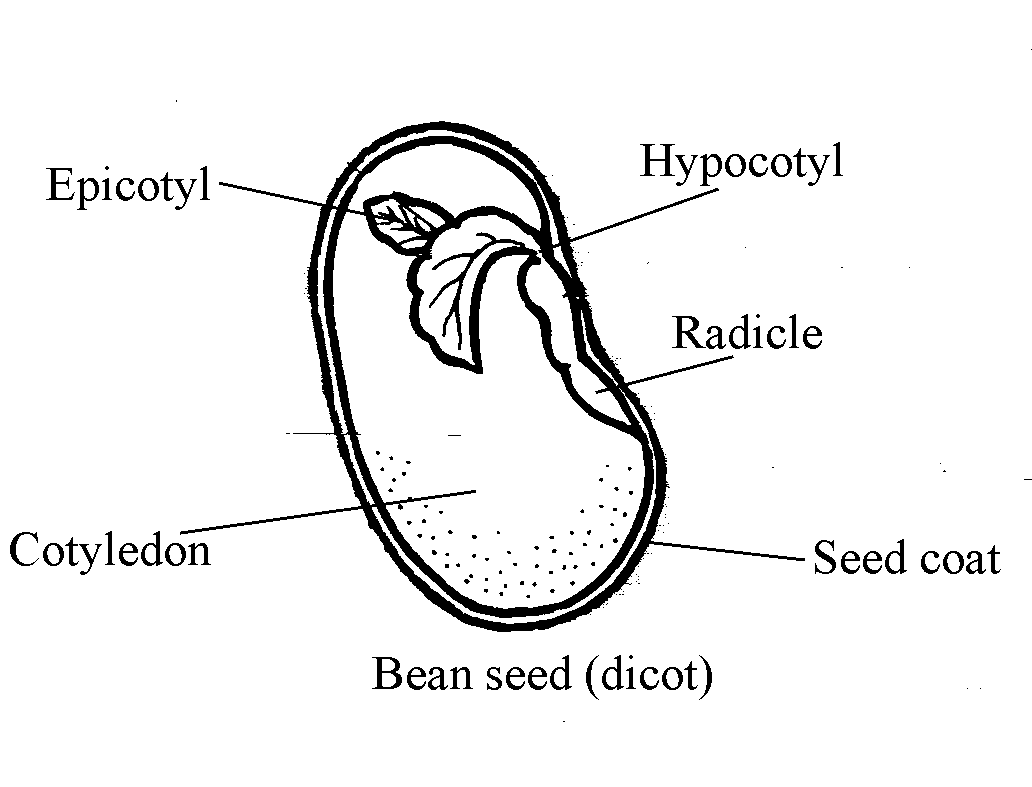 Hypocotyl
Epicotyl
Radicle
Cotyledon
Seed coat
Bean seed (dicot)